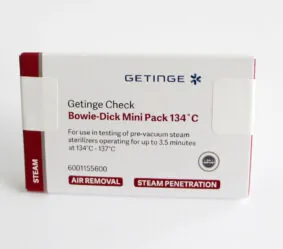 GETINGE
Getinge Check
Bowie-Dick Mini Pack 134°C
For use in testing of pre-vacuum steam
sterilizers operating for up to 3.5 minutes
at 134°C - 137°C
6001155600
AIR REMOVAL STEAM PENETRATION
STEAM